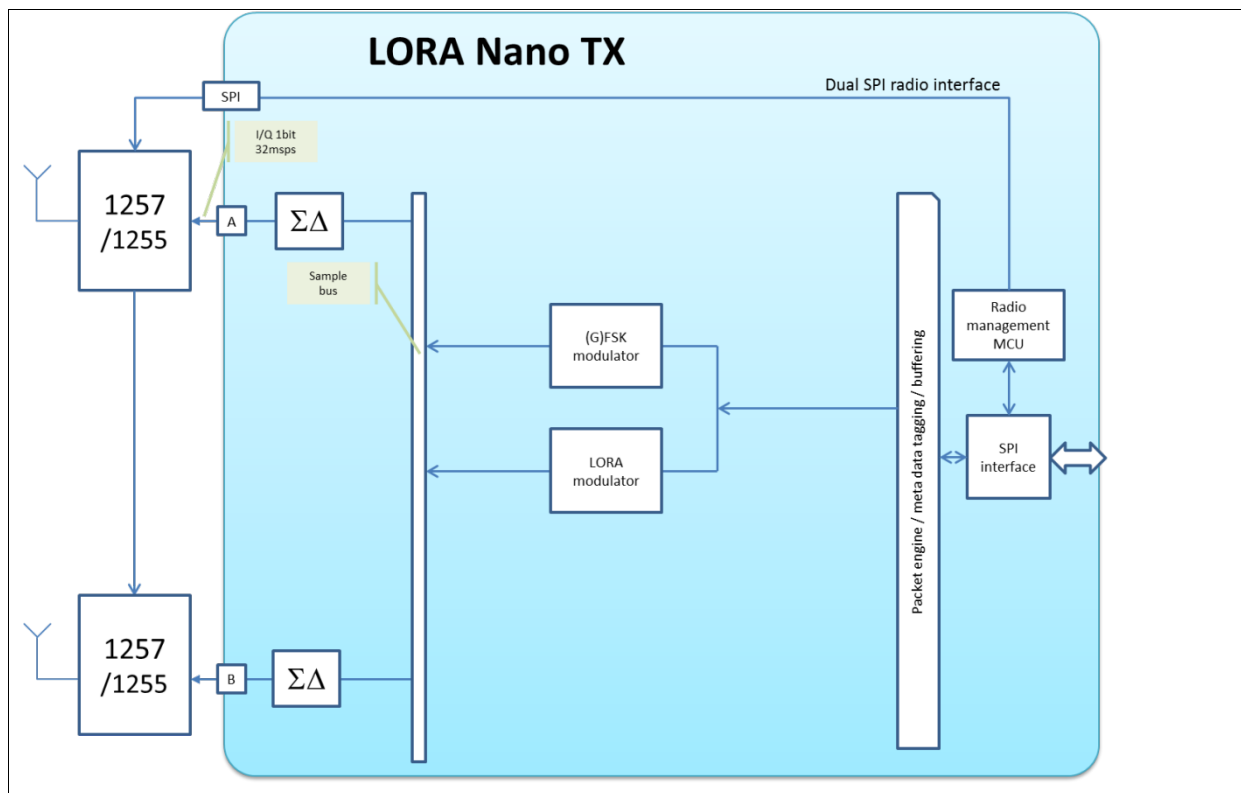 LORA Nano TX
Dual SPI radio interface
SPI
I/Q 1bit
32msps
1257
/1255
A
ΣΔ
Sample
bus
(G)FSK
modulator
LORA
modulator
Packet engine / meta data tagging / buffering
Radio
management
MCU
SPI
interface
1257
/1255
B
ΣΔ